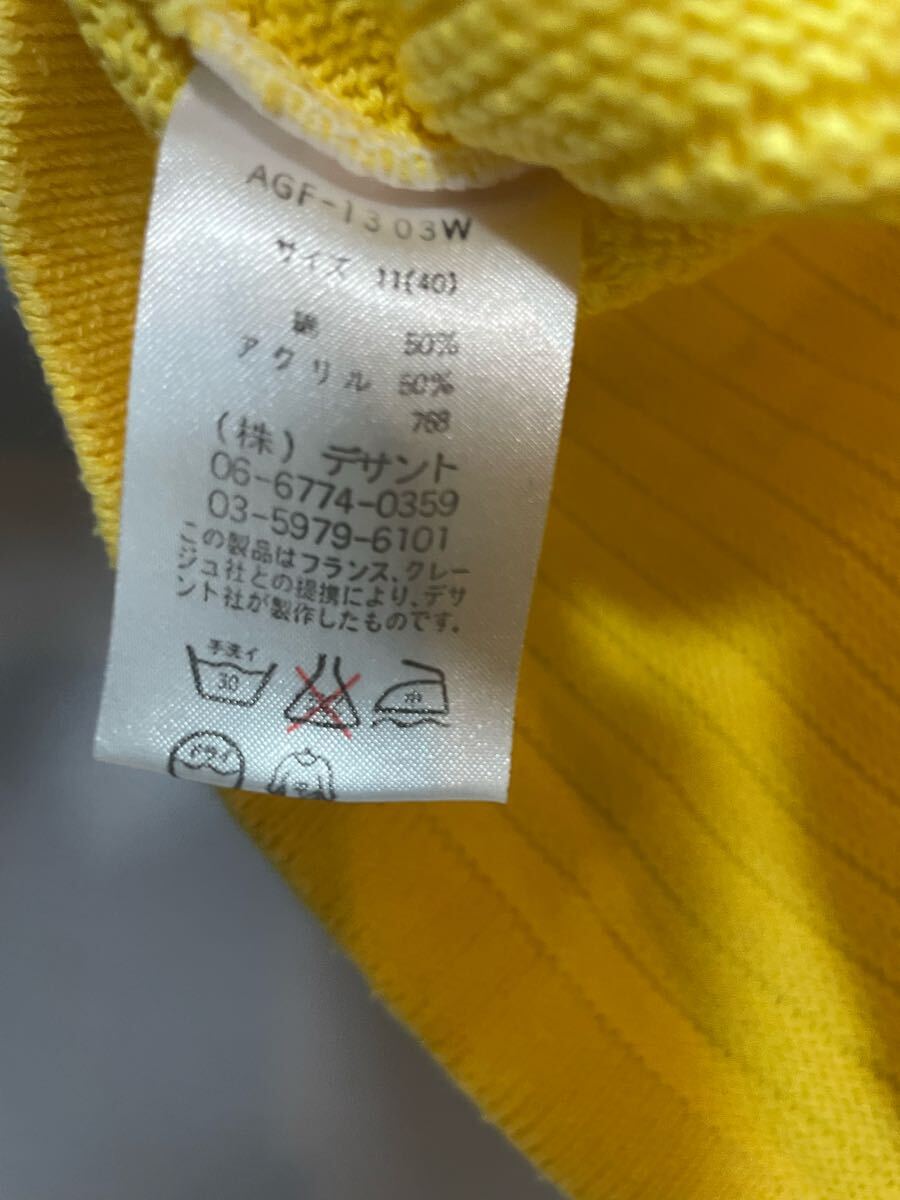 AGF-1303W
サイズ 11(40)
綿 50%
アクリル 50%
768
(株) デサント
06-6774-0359
03-5979-6101
この製品はフランス、クレー
ジュ社との提携により、デサ
ント社が製作したものです。
手洗イ
30
中